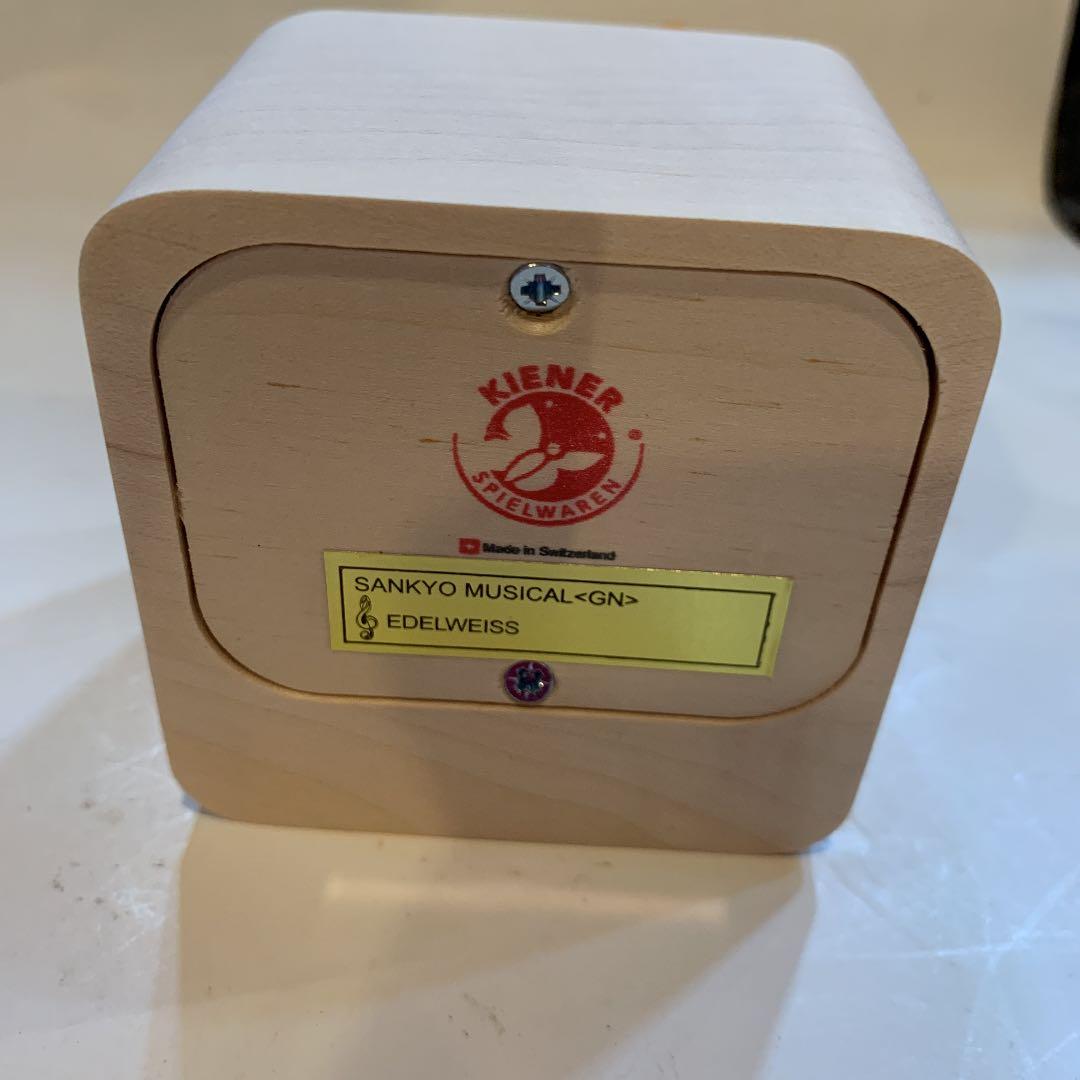 KIENER
®
SPIELWAREN
Made in Switzerland
SANKYO MUSICAL<GN>
EDELWEISS